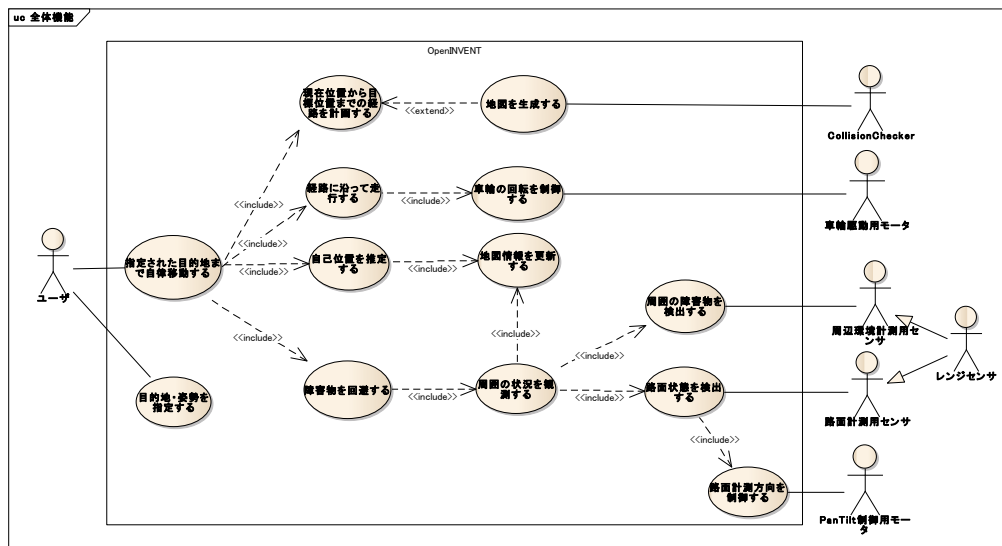 uc 全体機能
OpenINVENT
現在位置から目
標位置までの経
路を計画する
<<extend>>
地図を生成する
CollisionChecker
経路に沿って走
行する
<<include>>
車輪の回転を制御
する
車輪駆動用モータ
<<include>>
<<include>>
指定された目的地ま
で自律移動する
<<include>>
自己位置を推定
する
<<include>>
地図情報を更新
する
ユーザ
周囲の障害物を
検出する
周辺環境計測用セ
ンサ
<<include>>
<<include>>
<<include>>
レンジセンサ
目的地・姿勢を
指定する
障害物を回避する
<<include>>
周囲の状況を観
測する
<<include>>
路面状態を検出
する
路面計測用センサ
<<include>>
路面計測方向を
制御する
PanTilt制御用モー
タ